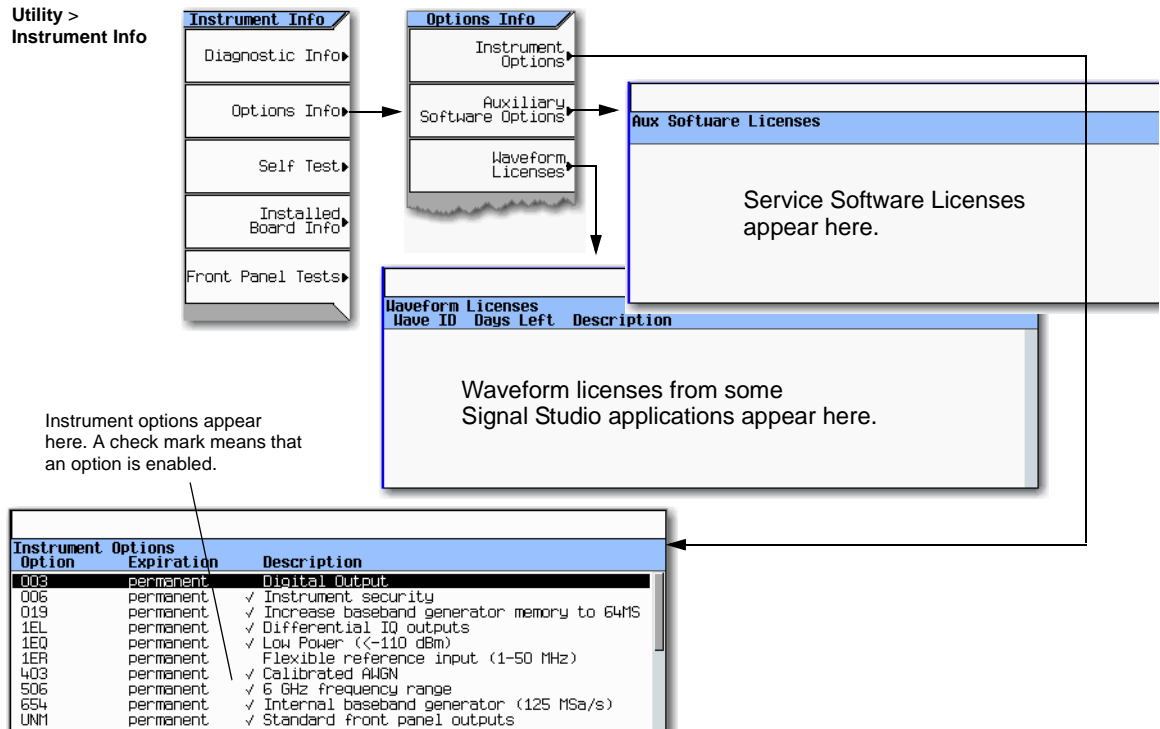 Utility >
Instrument Info
Instrument Info
Diagnostic Info
Options Info
Self Test
Installed
Board Info
Front Panel Tests
Options Info
Instrument
Options
Auxiliary
Software Options
Waveform
Licenses
Aux Software Licenses
Service Software Licenses
appear here.
Waveform Licenses
Wave ID Days Left Description
Waveform licenses from some
Signal Studio applications appear here.
Instrument options appear
here. A check mark means that
an option is enabled.
Instrument Options
Option Expiration Description
003 permanent Digital Output
006 permanent √ Instrument security
019 permanent √ Increase baseband generator memory to 64MS
1EL permanent √ Differential IQ outputs
1EQ permanent √ Low Power (<-110 dBm)
1ER permanent Flexible reference input (1-50 MHz)
403 permanent √ Calibrated AWGN
506 permanent √ 6 GHz frequency range
654 permanent √ Internal baseband generator (125 MSa/s)
UNM permanent √ Standard front panel outputs